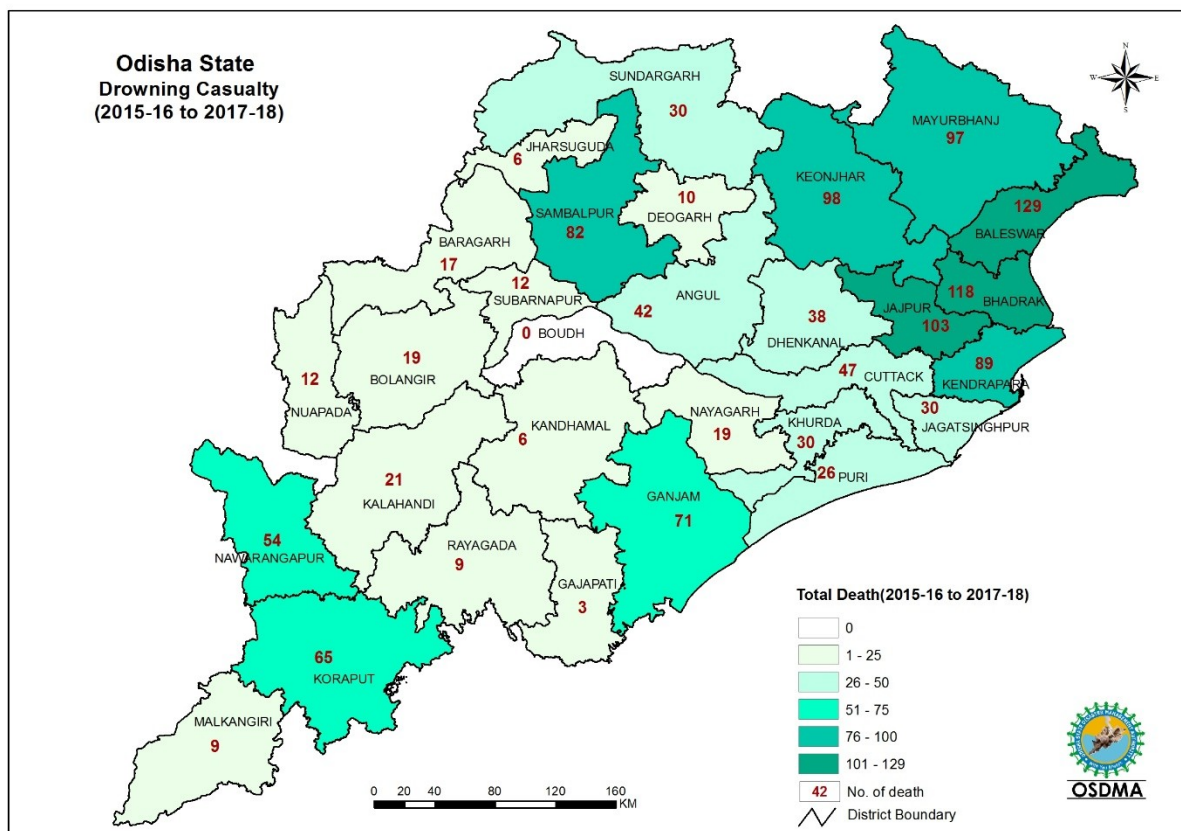 Odisha State
Drowning Casualty
(2015-16 to 2017-18)
N
W E
S
SUNDARGARH
30
MAYURBHANJ
97
JHARSUGUDA
6
KEONJHAR
98
10
DEOGARH
129
BALESWAR
SAMBALPUR
82
BARAGARH
17
12
SUBARNAPUR
ANGUL
42
118
BHADRAK
JAJPUR
103
38
DHENKANAL
0 BOUDH
19
BOLANGIR
47
CUTTACK
89
KENDRAPARA
12
NUAPADA
NAYAGARH
19
KHURDA
30
30
JAGATSINGHPUR
KANDHAMAL
6
26 PURI
21
KALAHANDI
GANJAM
71
54
NAWARANGAPUR
RAYAGADA
9
GAJAPATI
3
65
KORAPUT
MALKANGIRI
9
Total Death(2015-16 to 2017-18)
0
1 - 25
26 - 50
51 - 75
76 - 100
101 - 129
42 No. of death
District Boundary
0 20 40 80 120 160
KM
OSDMA